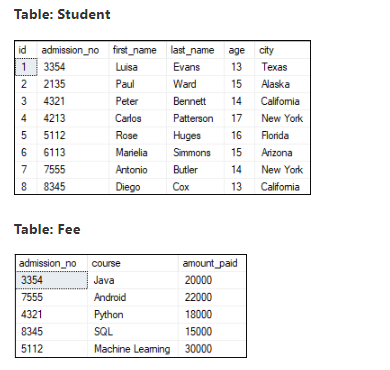 Table: Student
id admission_no first_name last_name age city
1 3354 Luisa Evans 13 Texas
2 2135 Paul Ward 15 Alaska
3 4321 Peter Bennett 14 California
4 4213 Carlos Patterson 17 New York
5 5112 Rose Huges 16 Florida
6 6113 Marielia Simmons 15 Arizona
7 7555 Antonio Butler 14 New York
8 8345 Diego Cox 13 California
Table: Fee
admission_no course amount_paid
3354 Java 20000
7555 Android 22000
4321 Python 18000
8345 SQL 15000
5112 Machine Learning 30000